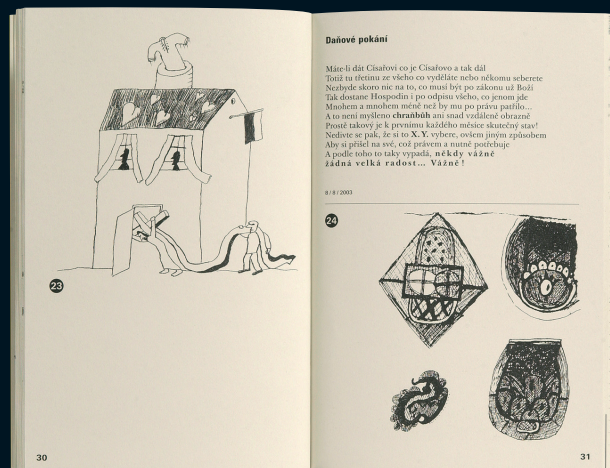 23
30
Daňové pokání
Máte-li dát Císařovi co je Císařovo a tak dál
Totiž tu třetinu ze všeho co vyděláte nebo někomu seberete
Nezbyde skoro nic na to, co musí být po zákonu už Boží
Tak dostane Hospodin i po odpisu všeho, co jenom jde
Mnohem a mnohem méně než by mu po právu patřilo...
A to není myšleno chraňbůh ani snad vzdáleně obrazně
Prostě takový je k prvnímu každého měsíce skutečný stav!
Nedivte se pak, že si to X. Y. vybere, ovšem jiným způsobem
Aby si přišel na své, což právem a nutně potřebuje
A podle toho to taky vypadá, někdy vážně
žádná velká radost... Vážně!
8 / 8 / 2003
24
31